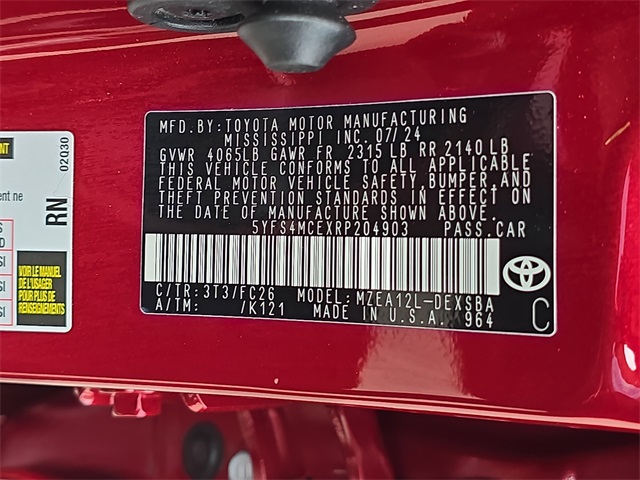 MFD.BY: TOYOTA MOTOR MANUFACTURING
MISSISSIPPI INC. 07/24
GVWR 4065LB GAWR FR 2315 LB RR 2140 LB
THIS VEHICLE CONFORMS TO ALL APPLICABLE
FEDERAL MOTOR VEHICLE SAFETY, BUMPER, AND
THEFT PREVENTION STANDARDS IN EFFECT ON
THE DATE OF MANUFACTURE SHOWN ABOVE.
5YFS4MCEXRP204903 PASS.CAR
C/TR: 3T3/FC26 MODEL: MZEA12L-DEXSBA
A/TM: /K121 MADE IN U.S.A. 964
C
02Q30
RN
ent ne
VOIR LE MANUEL
DE L'USAGER
POUR PLUS DE
RENSEIGNEMENTS